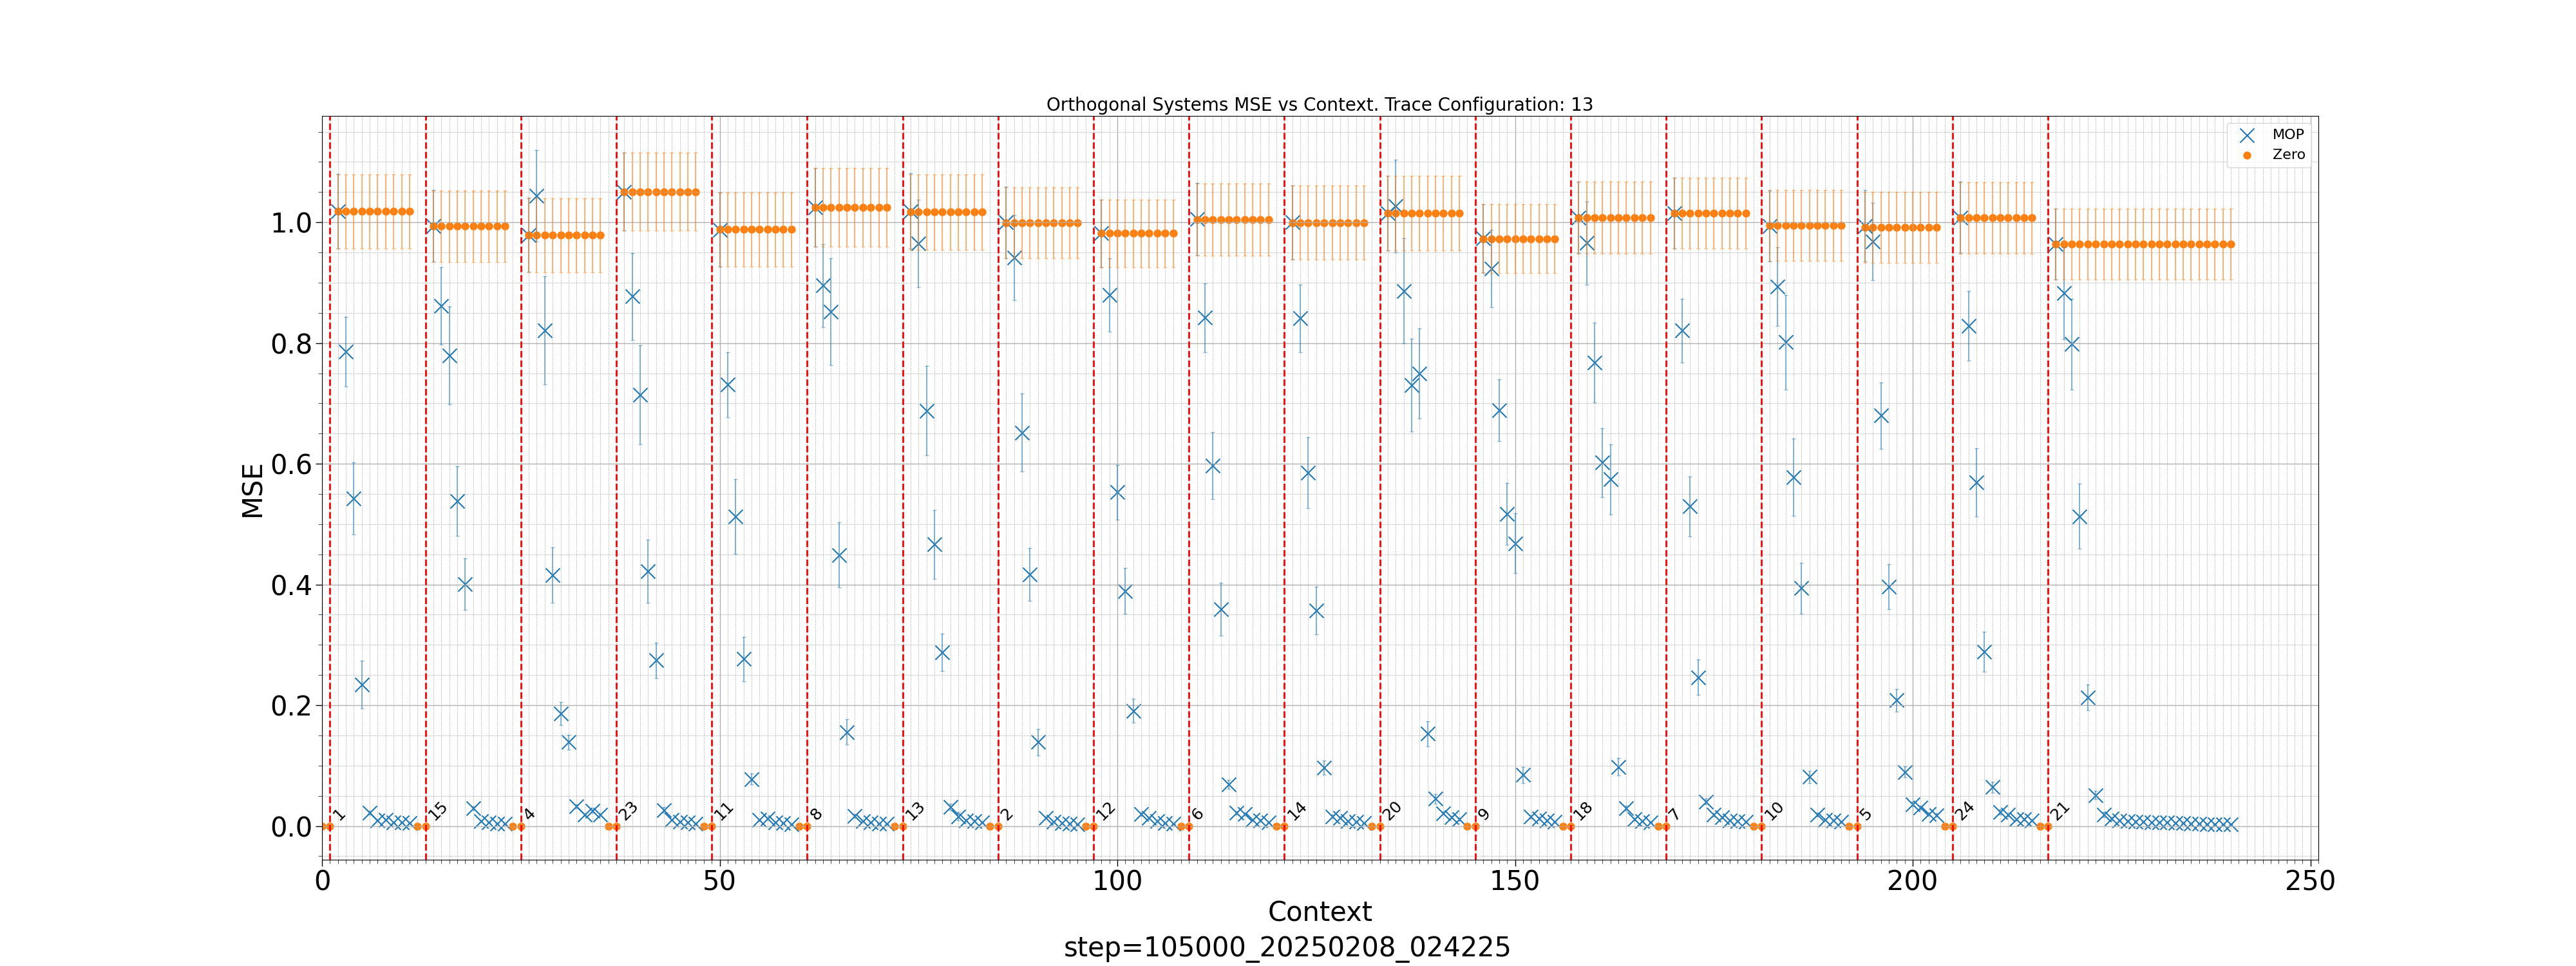 Orthogonal Systems MSE vs Context. Trace Configuration: 13
MOP
Zero
MSE
1.0
0.8
0.6
0.4
0.2
0.0
1 15 4 23 11 8 13 2 12 6 14 20 9 18 7 10 5 24 21
0 50 100 150 200 250
Context
step=105000_20250208_024225